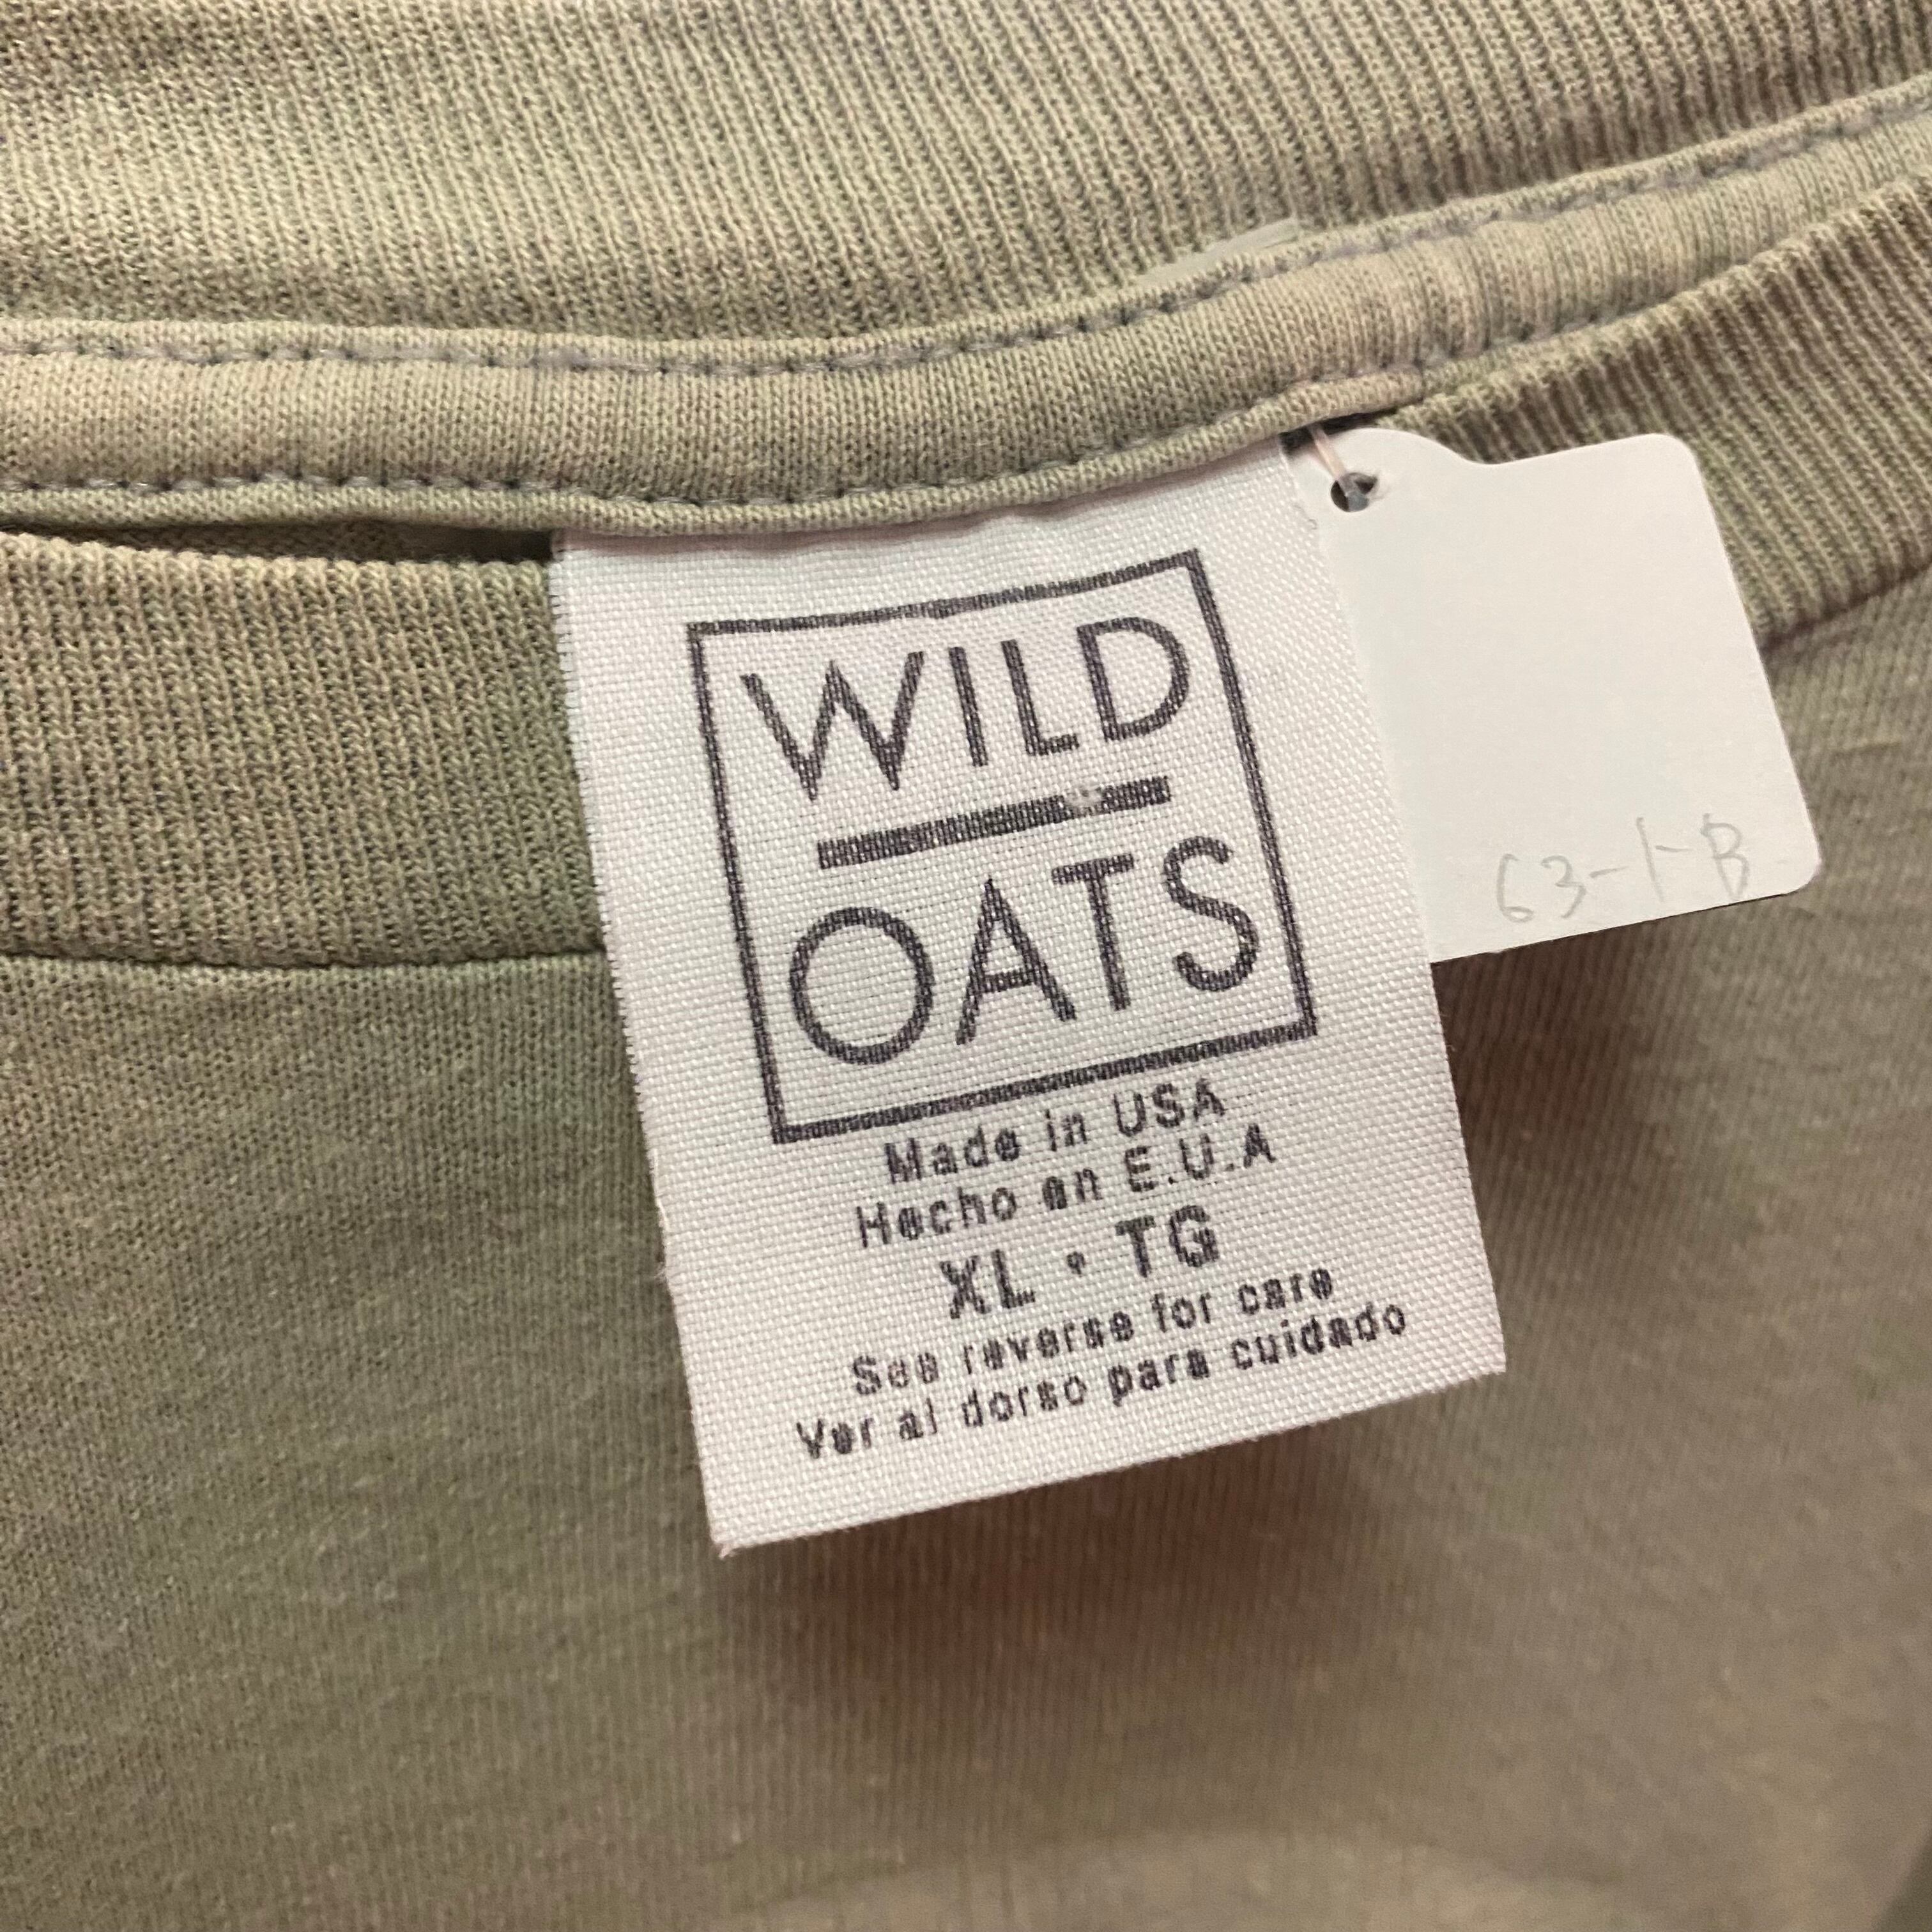 WILD
OATS
Made in USA
Hecho en E.U.A
XL • TG
See reverse for care
Ver al dorso para cuidado
63-1-B